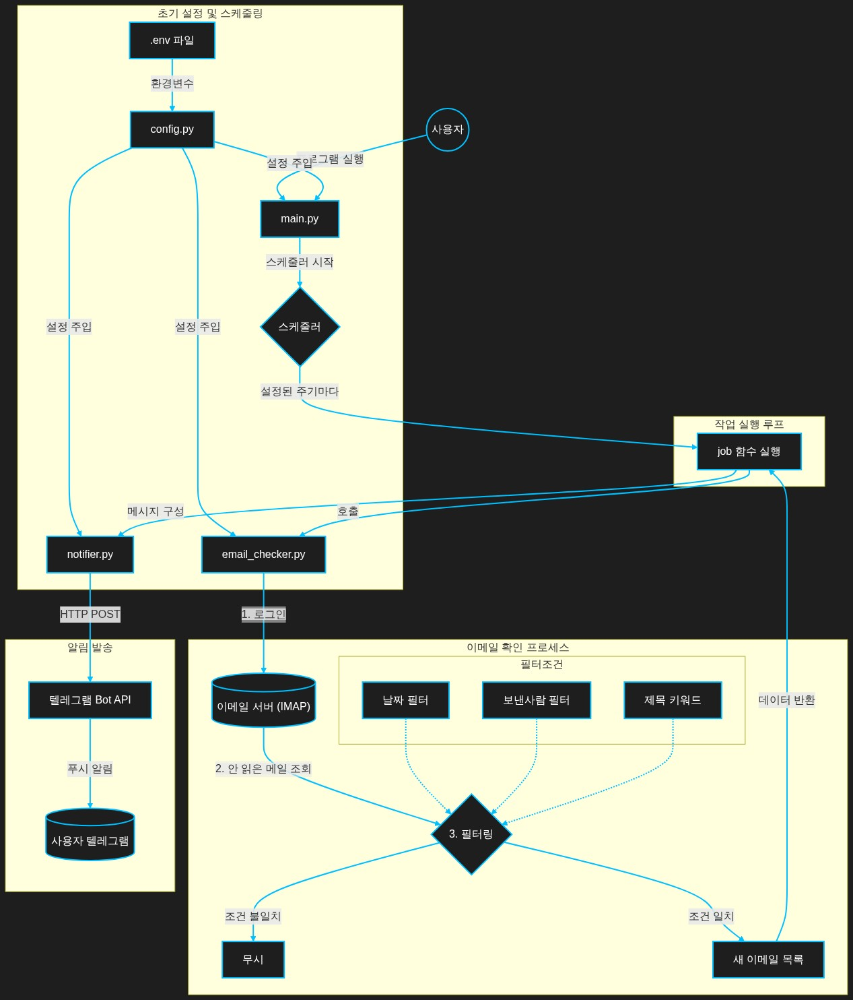 초기 설정 및 스케줄링
.env 파일
환경변수
config.py
사용자
설정 주입
로그램 실행
main.py
스케줄러 시작
설정 주입
설정 주입
스케줄러
설정된 주기마다
작업 실행 루프
job 함수 실행
메시지 구성
호출
notifier.py
email_checker.py
HTTP POST
1. 로그인
알림 발송
텔레그램 Bot API
푸시 알림
사용자 텔레그램
이메일 확인 프로세스
필터조건
이메일 서버 (IMAP)
날짜 필터
보낸사람 필터
제목 키워드
데이터 반환
2. 안 읽은 메일 조회
3. 필터링
조건 불일치
조건 일치
무시
새 이메일 목록